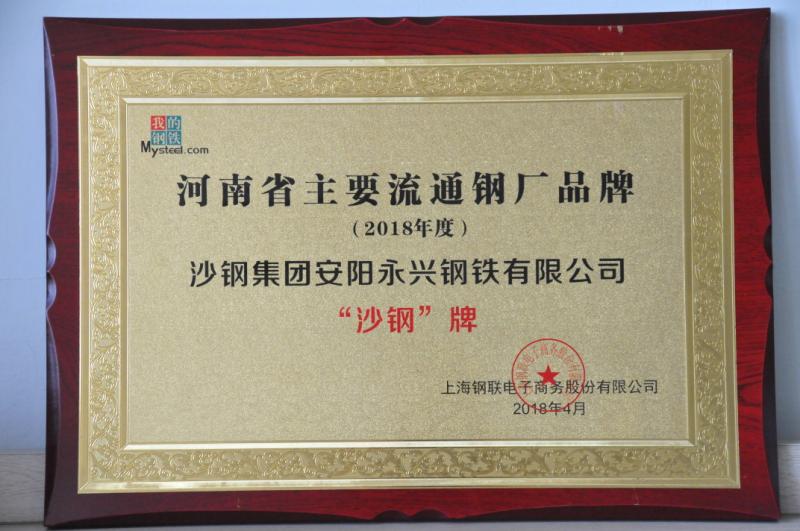 我的
钢铁
Mysteel.com
河南省主要流通钢厂品牌
（2018年度）
沙钢集团安阳永兴钢铁有限公司
“沙钢”牌
上海钢联电子商务股份有限公司
2018年4月